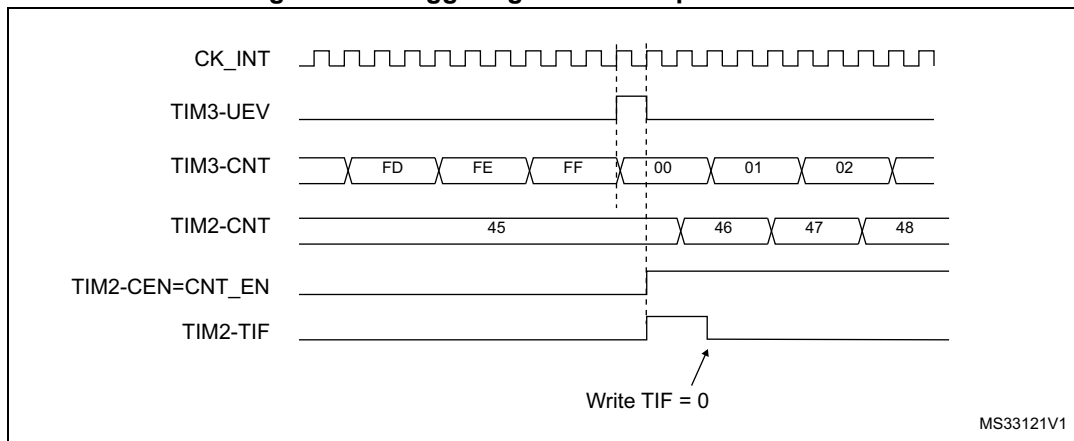 CK_INT
TIM3-UEV
TIM3-CNT FD FE FF 00 01 02
TIM2-CNT 45 46 47 48
TIM2-CEN=CNT_EN
TIM2-TIF
Write TIF = 0
MS33121V1